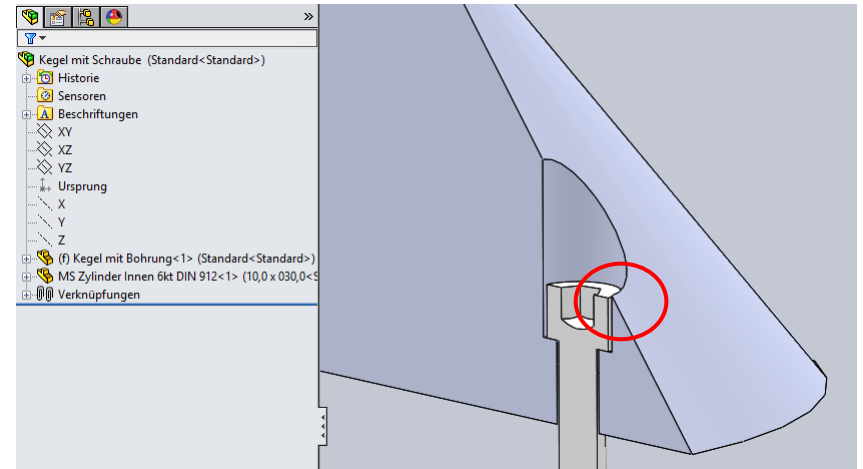 »
Kegel mit Schraube (Standard<Standard>)
Historie
Sensoren
A Beschriftungen
XY
XZ
YZ
Ursprung
X
Y
Z
(f) Kegel mit Bohrung<1> (Standard<Standard>)
MS Zylinder Innen 6kt DIN 912<1> (10,0 x 030,0<S
Verknüpfungen